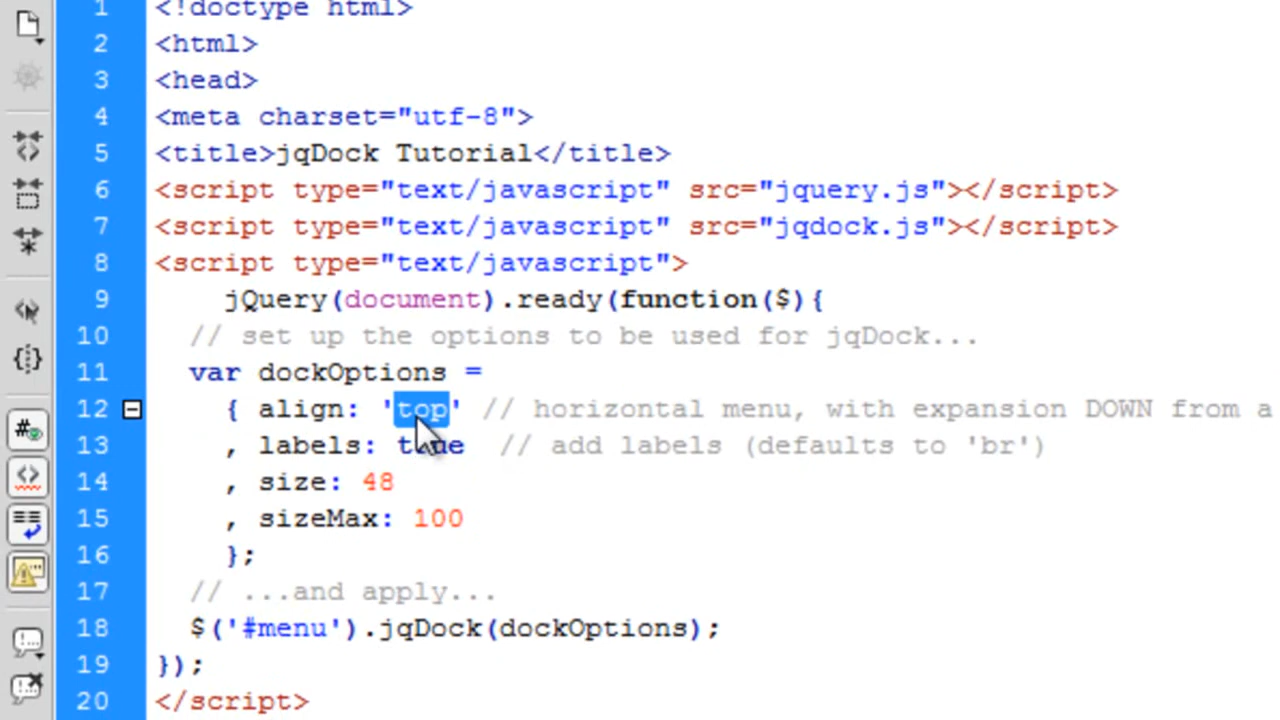 1 <!doctype html>
2 <html>
3 <head>
4 <meta charset="utf-8">
5 <title>jqDock Tutorial</title>
6 <script type="text/javascript" src="jquery.js"></script>
7 <script type="text/javascript" src="jqdock.js"></script>
8 <script type="text/javascript">
9 jQuery(document).ready(function($){
10 // set up the options to be used for jqDock...
11 var dockOptions =
12 { align: 'top' // horizontal menu, with expansion DOWN from a
13 , labels: true // add labels (defaults to 'br')
14 , size: 48
15 , sizeMax: 100
16 };
17 // ...and apply...
18 $('#menu').jqDock(dockOptions);
19 });
20 </script>